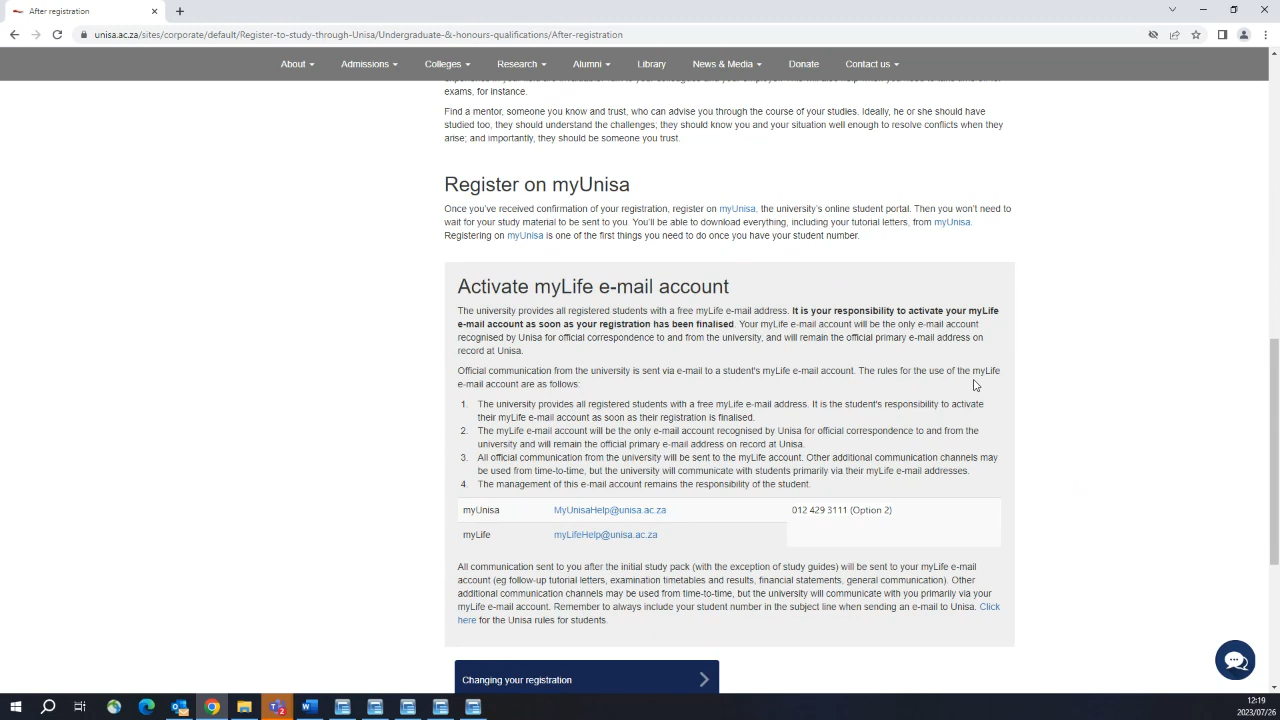 After registration
unisa.ac.za/sites/corporate/default/Register-to-study-through-Unisa/Undergraduate-&-honours-qualifications/After-registration
About Admissions Colleges Research Alumni Library News & Media Donate Contact us
exams, for instance.
Find a mentor, someone you know and trust, who can advise you through the course of your studies. Ideally, he or she should have
studied too, they should understand the challenges; they should know you and your situation well enough to resolve conflicts when they
arise; and importantly, they should be someone you trust.
Register on myUnisa
Once you've received confirmation of your registration, register on myUnisa, the university's online student portal. Then you won't need to
wait for your study material to be sent to you. You'll be able to download everything, including your tutorial letters, from myUnisa.
Registering on myUnisa is one of the first things you need to do once you have your student number.
Activate myLife e-mail account
The university provides all registered students with a free myLife e-mail address. It is your responsibility to activate your myLife
e-mail account as soon as your registration has been finalised. Your myLife e-mail account will be the only e-mail account
recognised by Unisa for official correspondence to and from the university, and will remain the official primary e-mail address on
record at Unisa.
Official communication from the university is sent via e-mail to a student's myLife e-mail account. The rules for the use of the myLife
e-mail account are as follows:
1. The university provides all registered students with a free myLife e-mail address. It is the student's responsibility to activate
their myLife e-mail account as soon as their registration is finalised.
2. The myLife e-mail account will be the only e-mail account recognised by Unisa for official correspondence to and from the
university and will remain the official primary e-mail address on record at Unisa.
3. All official communication from the university will be sent to the myLife account. Other additional communication channels may
be used from time-to-time, but the university will communicate with students primarily via their myLife e-mail addresses.
4. The management of this e-mail account remains the responsibility of the student.
myUnisa MyUnisaHelp@unisa.ac.za 012 429 3111 (Option 2)
myLife myLifeHelp@unisa.ac.za
All communication sent to you after the initial study pack (with the exception of study guides) will be sent to your myLife e-mail
account (eg follow-up tutorial letters, examination timetables and results, financial statements, general communication). Other
additional communication channels may be used from time-to-time, but the university will communicate with you primarily via your
myLife e-mail account. Remember to always include your student number in the subject line when sending an e-mail to Unisa. Click
here for the Unisa rules for students.
Changing your registration
12:19
2023/07/26